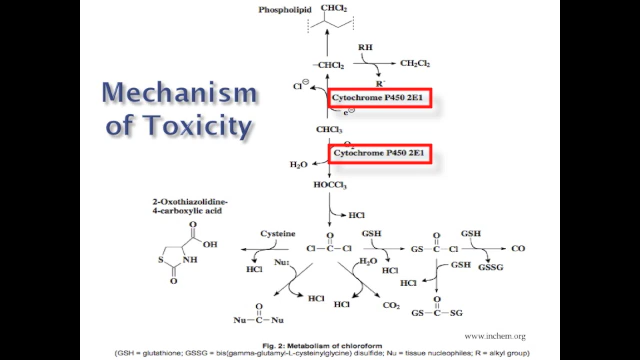 Mechanism
of Toxicity
Phospholipid
CHCl2
–CHCl2
RH
CH2Cl2
R·
Cl⊖
Cytochrome P450 2E1
e⊖
CHCl3
O2
Cytochrome P450 2E1
H2O
HOCCl3
HCl
2-Oxothiazolidine-
4-carboxylic acid
O
OH
S
NH
O
Cysteine
HCl
O
Cl–C–Cl
GSH
HCl
O
GS–C–Cl
GSH
CO
GSSG
GSH
HCl
O
GS–C–SG
Nu:
HCl
O
Nu–C–Nu
H2O
HCl
CO2
www.inchem.org
Fig. 2: Metabolism of chloroform
(GSH = glutathione; GSSG = bis(gamma-glutamy-L-cysteinylglycine) disulfide; Nu = tissue nucleophiles; R = alkyl group)